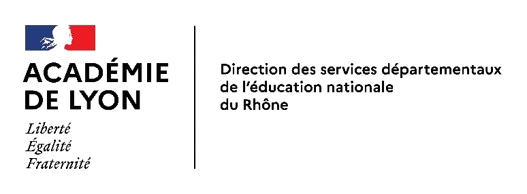 ACADÉMIE
DE LYON
Liberté
Égalité
Fraternité
Direction des services départementaux
de l’éducation nationale
du Rhône